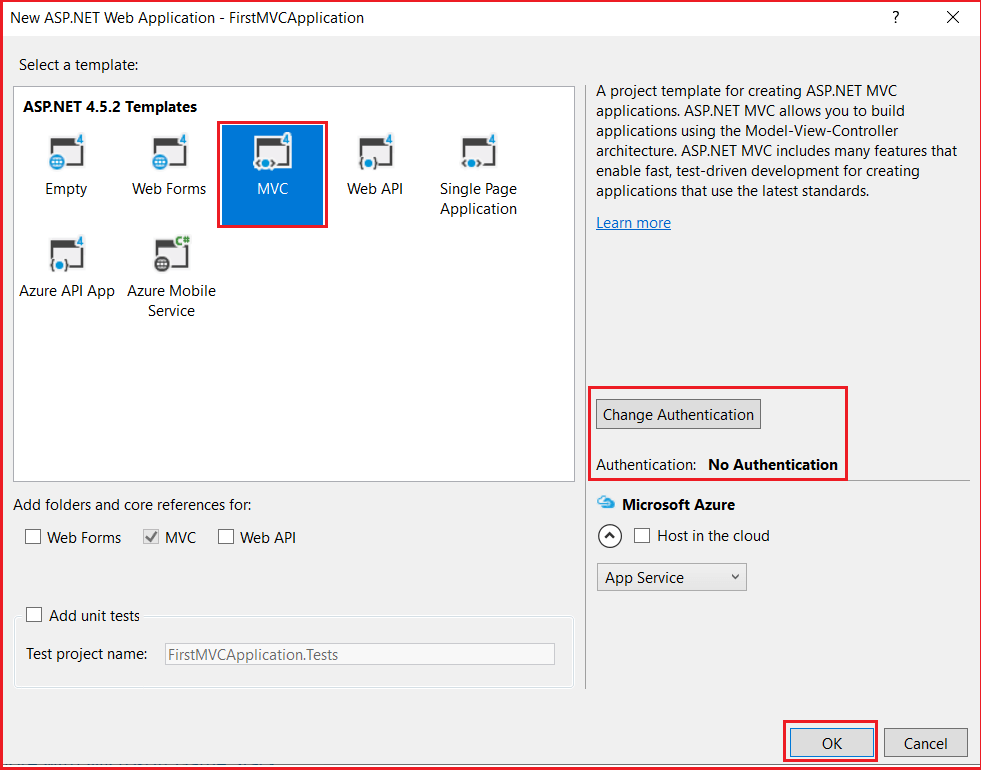 New ASP.NET Web Application - FirstMVCApplication
?
Select a template:
ASP.NET 4.5.2 Templates
Empty
Web Forms
MVC
Web API
Single Page
Application
Azure API App
Azure Mobile
Service
A project template for creating ASP.NET MVC
applications. ASP.NET MVC allows you to build
applications using the Model-View-Controller
architecture. ASP.NET MVC includes many features that
enable fast, test-driven development for creating
applications that use the latest standards.
Learn more
Change Authentication
Authentication: No Authentication
Add folders and core references for:
Web Forms
MVC
Web API
Microsoft Azure
Host in the cloud
App Service
Add unit tests
Test project name: FirstMVCApplication.Tests
OK
Cancel